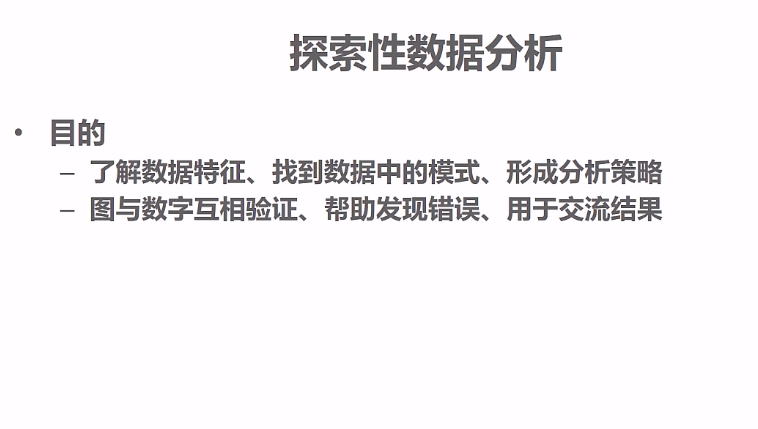 探索性数据分析
• 目的
– 了解数据特征、找到数据中的模式、形成分析策略
– 图与数字互相验证、帮助发现错误、用于交流结果